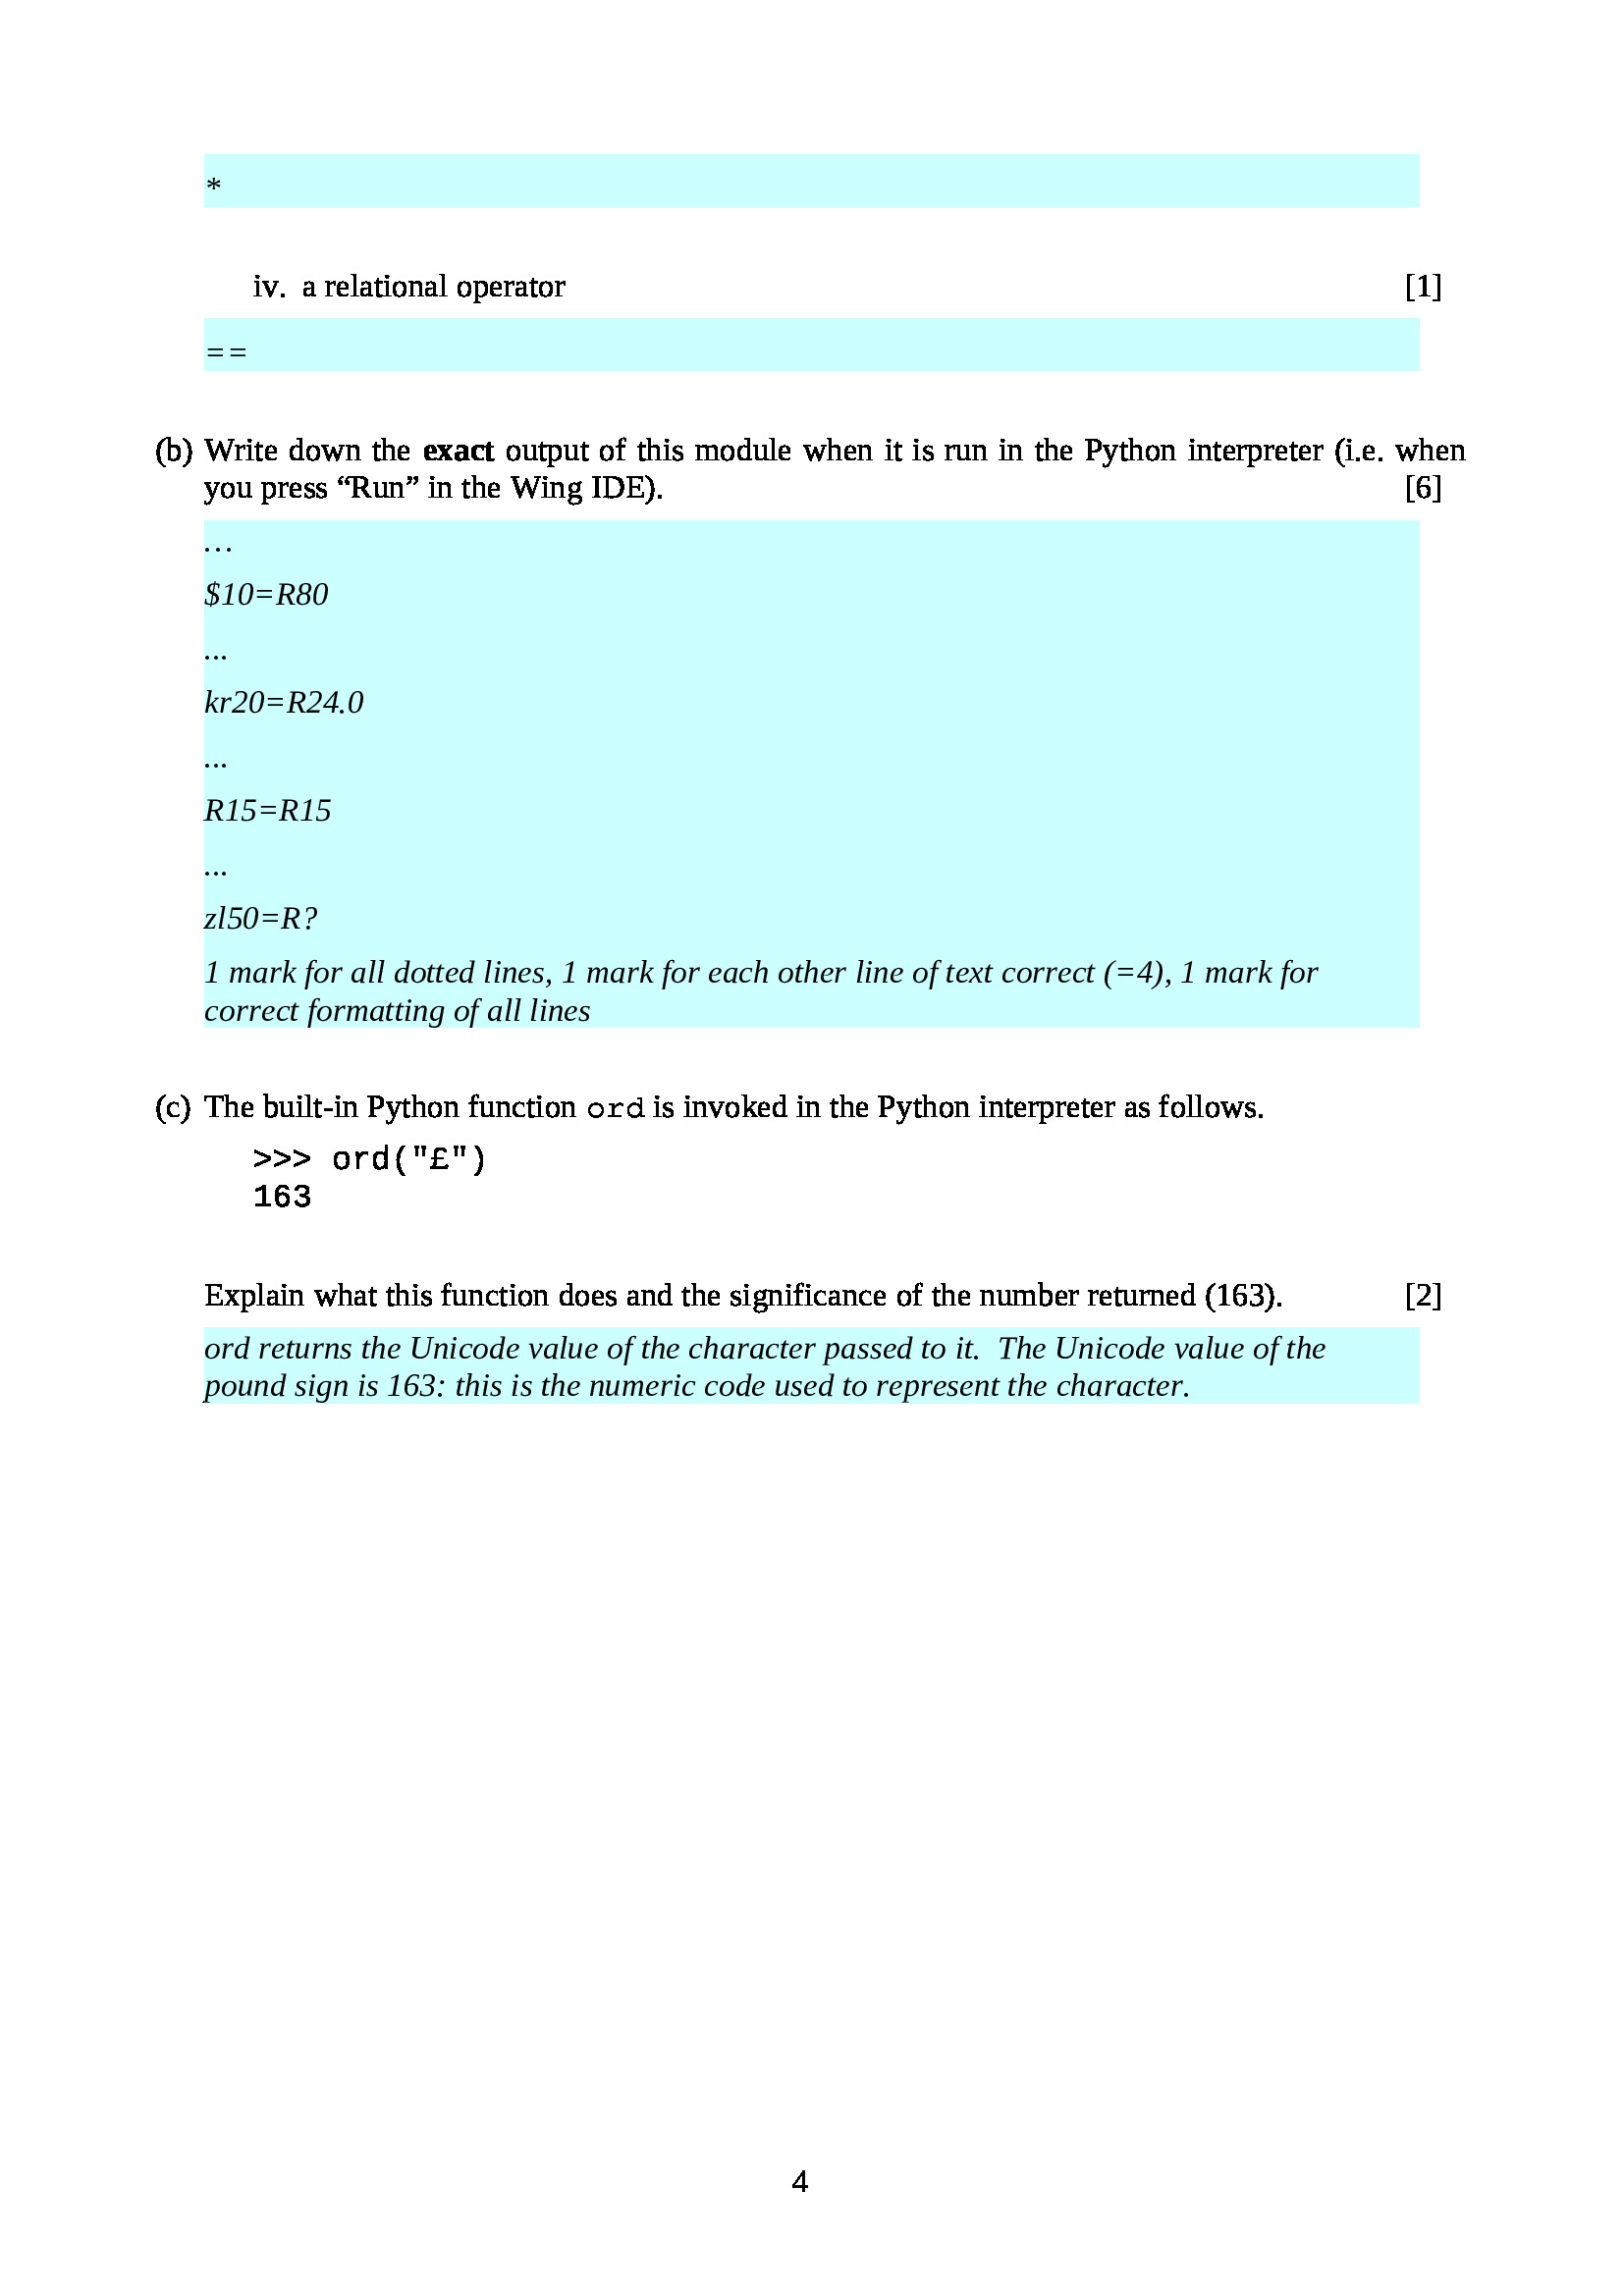 *
iv. a relational operator [1]
==
(b) Write down the exact output of this module when it is run in the Python interpreter (i.e. when
you press “Run” in the Wing IDE). [6]
…
$10=R80
...
kr20=R24.0
...
R15=R15
...
zl50=R?
1 mark for all dotted lines, 1 mark for each other line of text correct (=4), 1 mark for
correct formatting of all lines
(c) The built-in Python function ord is invoked in the Python interpreter as follows.
>>> ord("£")
163
Explain what this function does and the significance of the number returned (163). [2]
ord returns the Unicode value of the character passed to it. The Unicode value of the
pound sign is 163: this is the numeric code used to represent the character.
4